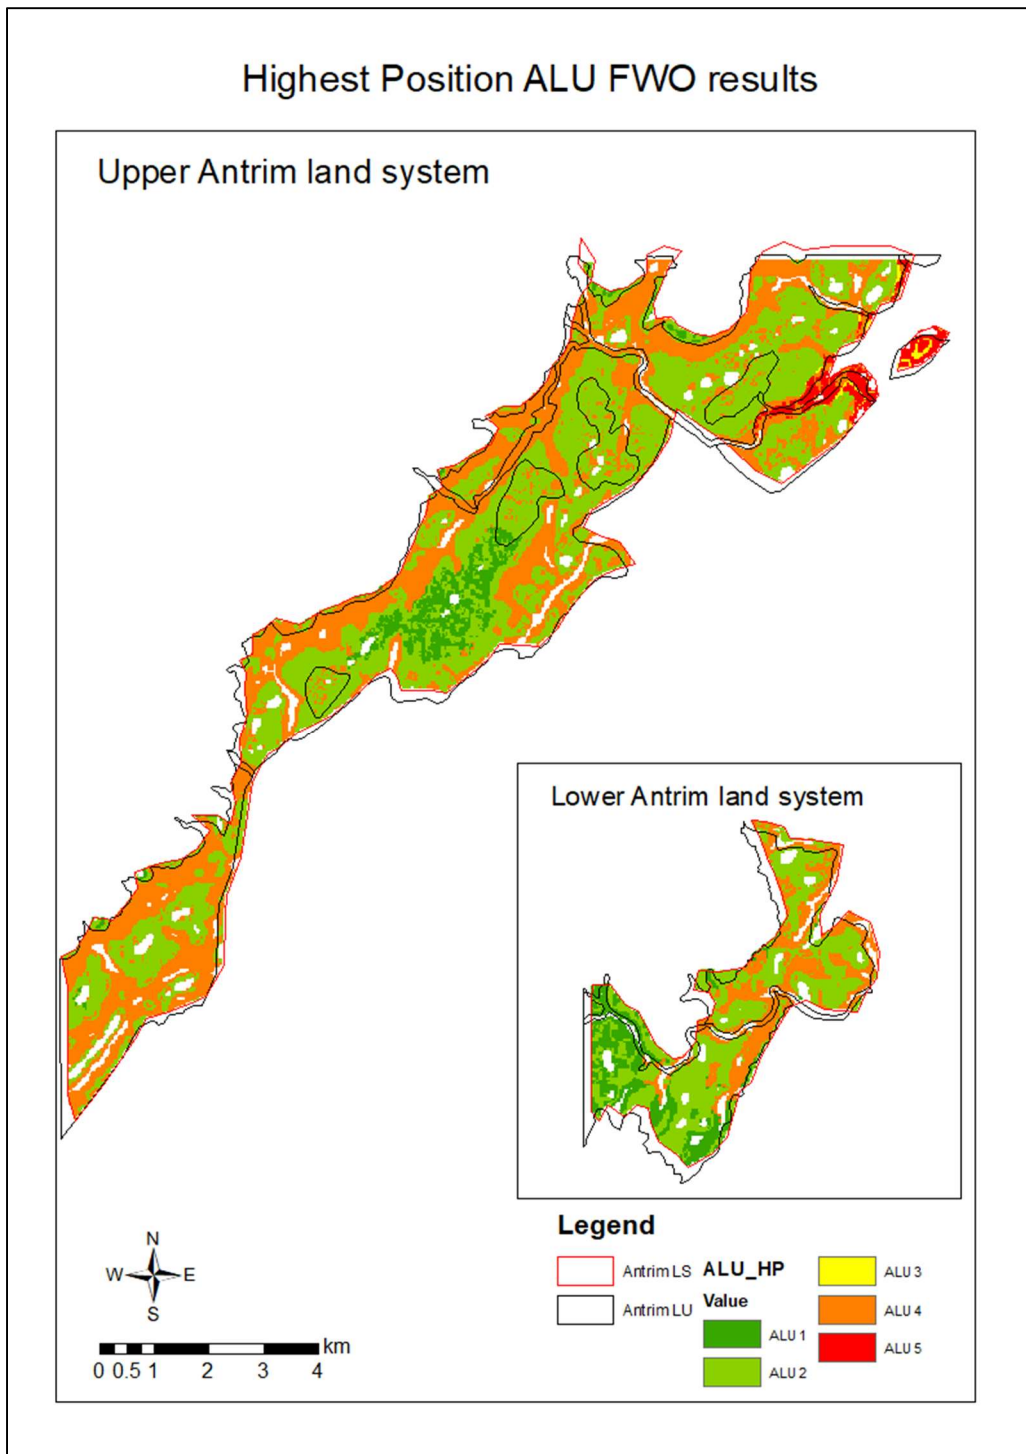 Highest Position ALU FWO results
Upper Antrim land system
Lower Antrim land system
N
W E
S
km
0 0.5 1 2 3 4
Legend
Antrim LS
Antrim LU
ALU_HP
Value
ALU 1
ALU 2
ALU 3
ALU 4
ALU 5